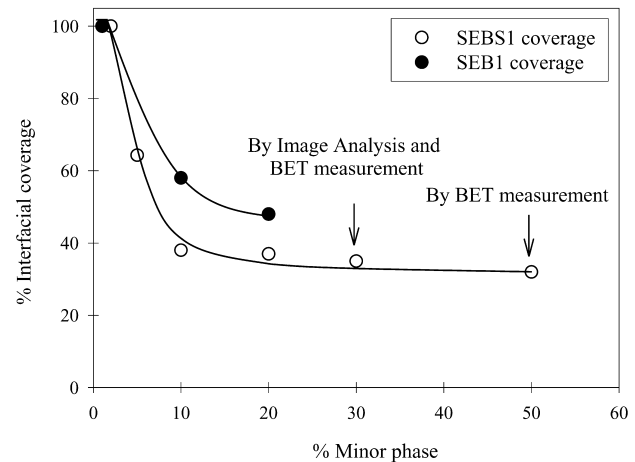 SEBS1 coverage
SEB1 coverage
By Image Analysis and
BET measurement
By BET measurement
% Interfacial coverage
100
80
60
40
20
0
0 10 20 30 40 50 60
% Minor phase